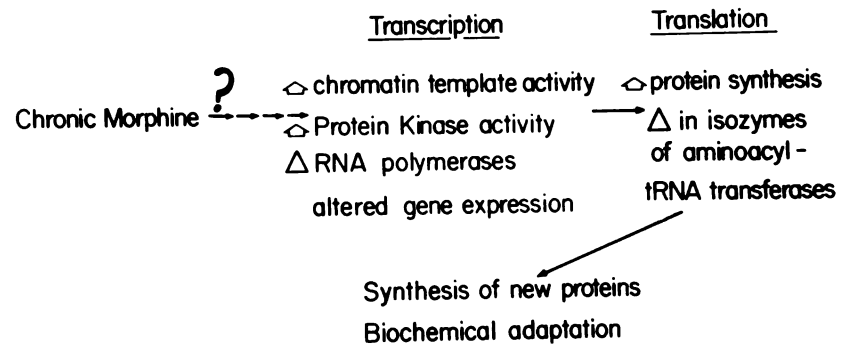 Transcription
Translation
?
Chronic Morphine
⌂ chromatin template activity
⌂ Protein Kinase activity
△ RNA polymerases
altered gene expression
⌂ protein synthesis
△ in isozymes
of aminoacyl-
tRNA transferases
Synthesis of new proteins
Biochemical adaptation